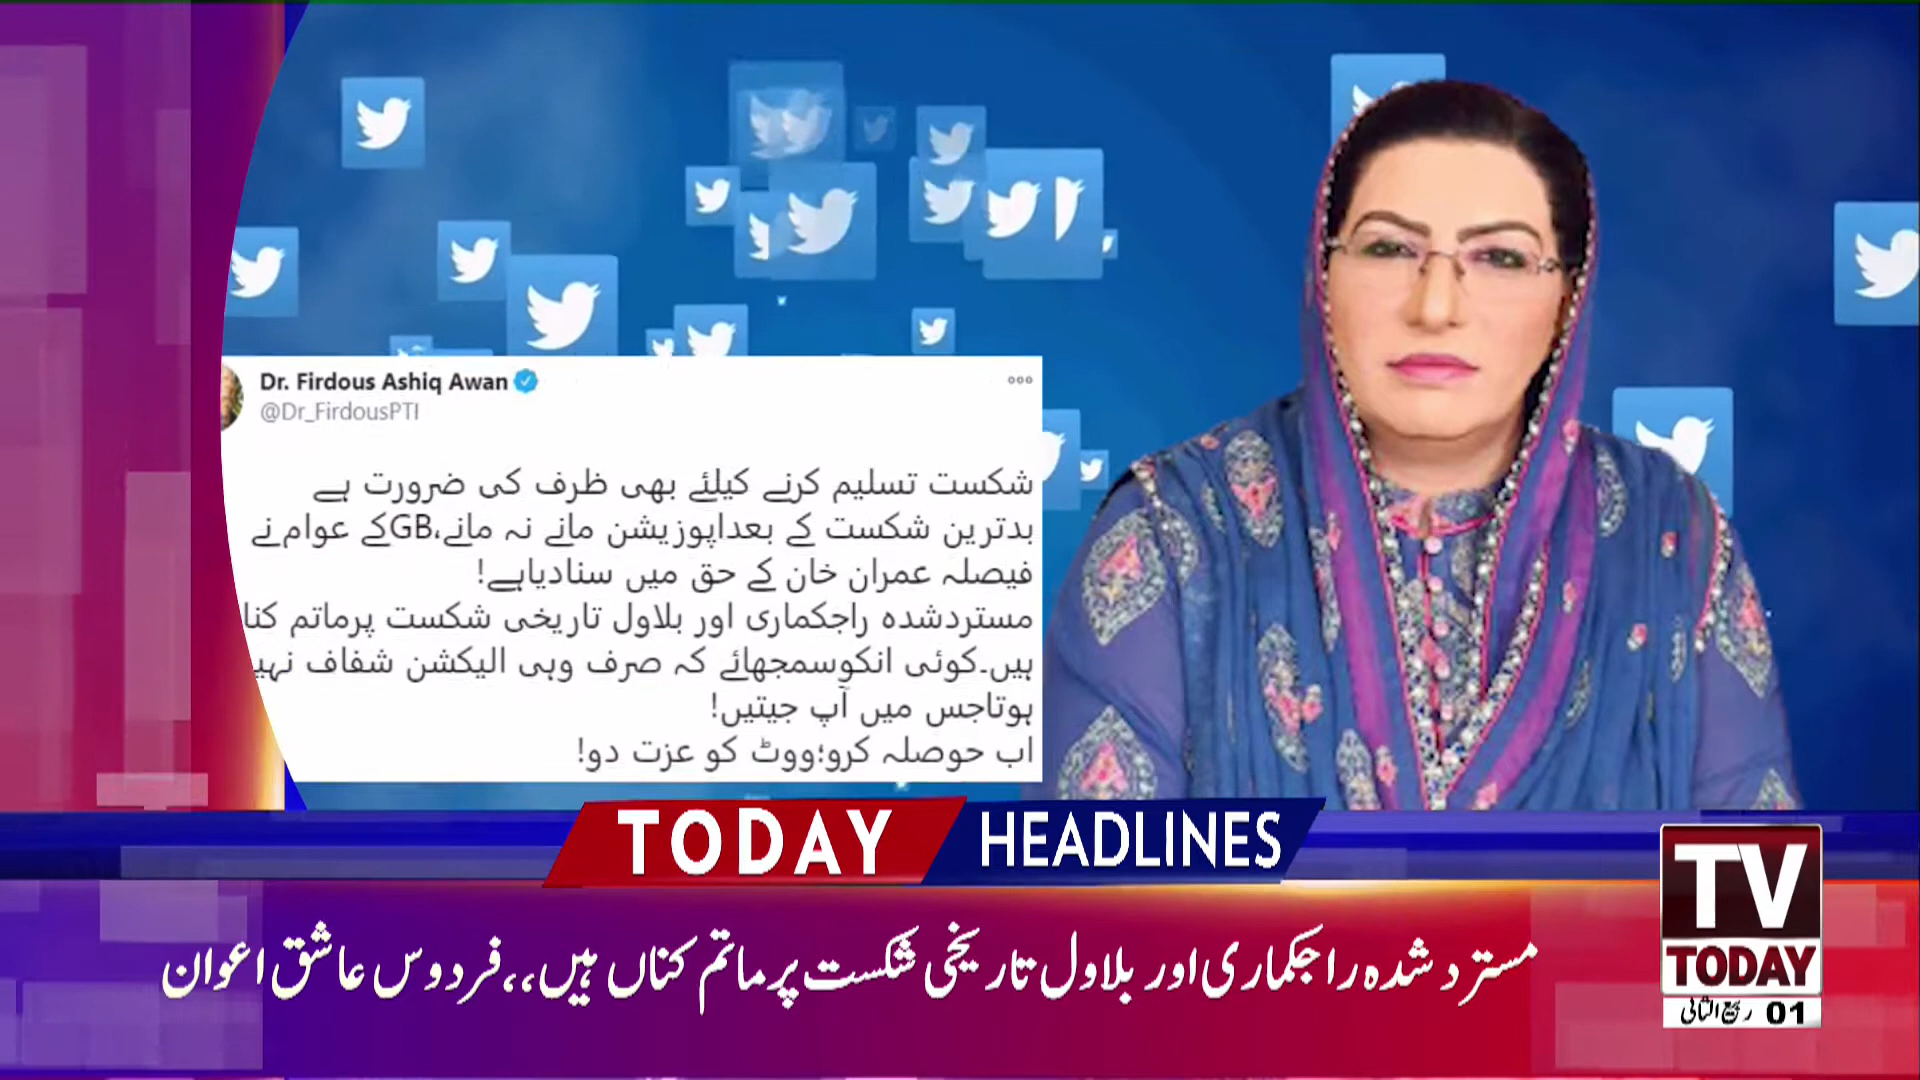 Dr. Firdous Ashiq Awan
@Dr_FirdousPTI
شکست تسلیم کرنے کیلئے بھی ظرف کی ضرورت ہے
بدترین شکست کے بعداپوزیشن مانے نہ مانے،GBکے عوام نے
فیصلہ عمران خان کے حق میں سنادیاہے!
مستردشدہ راجکماری اور بلاول تاریخی شکست پرماتم کنا
ہیں۔کوئی انکوسمجھائے کہ صرف وہی الیکشن شفاف نہی
ہوتاجس میں آپ جیتیں!
اب حوصلہ کرو؛ووٹ کو عزت دو!
TODAY HEADLINES
مسترد شدہ راجکماری اور بلاول تاریخی شکست پر ماتم کناں ہیں،،فردوس عاشق اعوان
TV
TODAY
01 ربیع الثانی